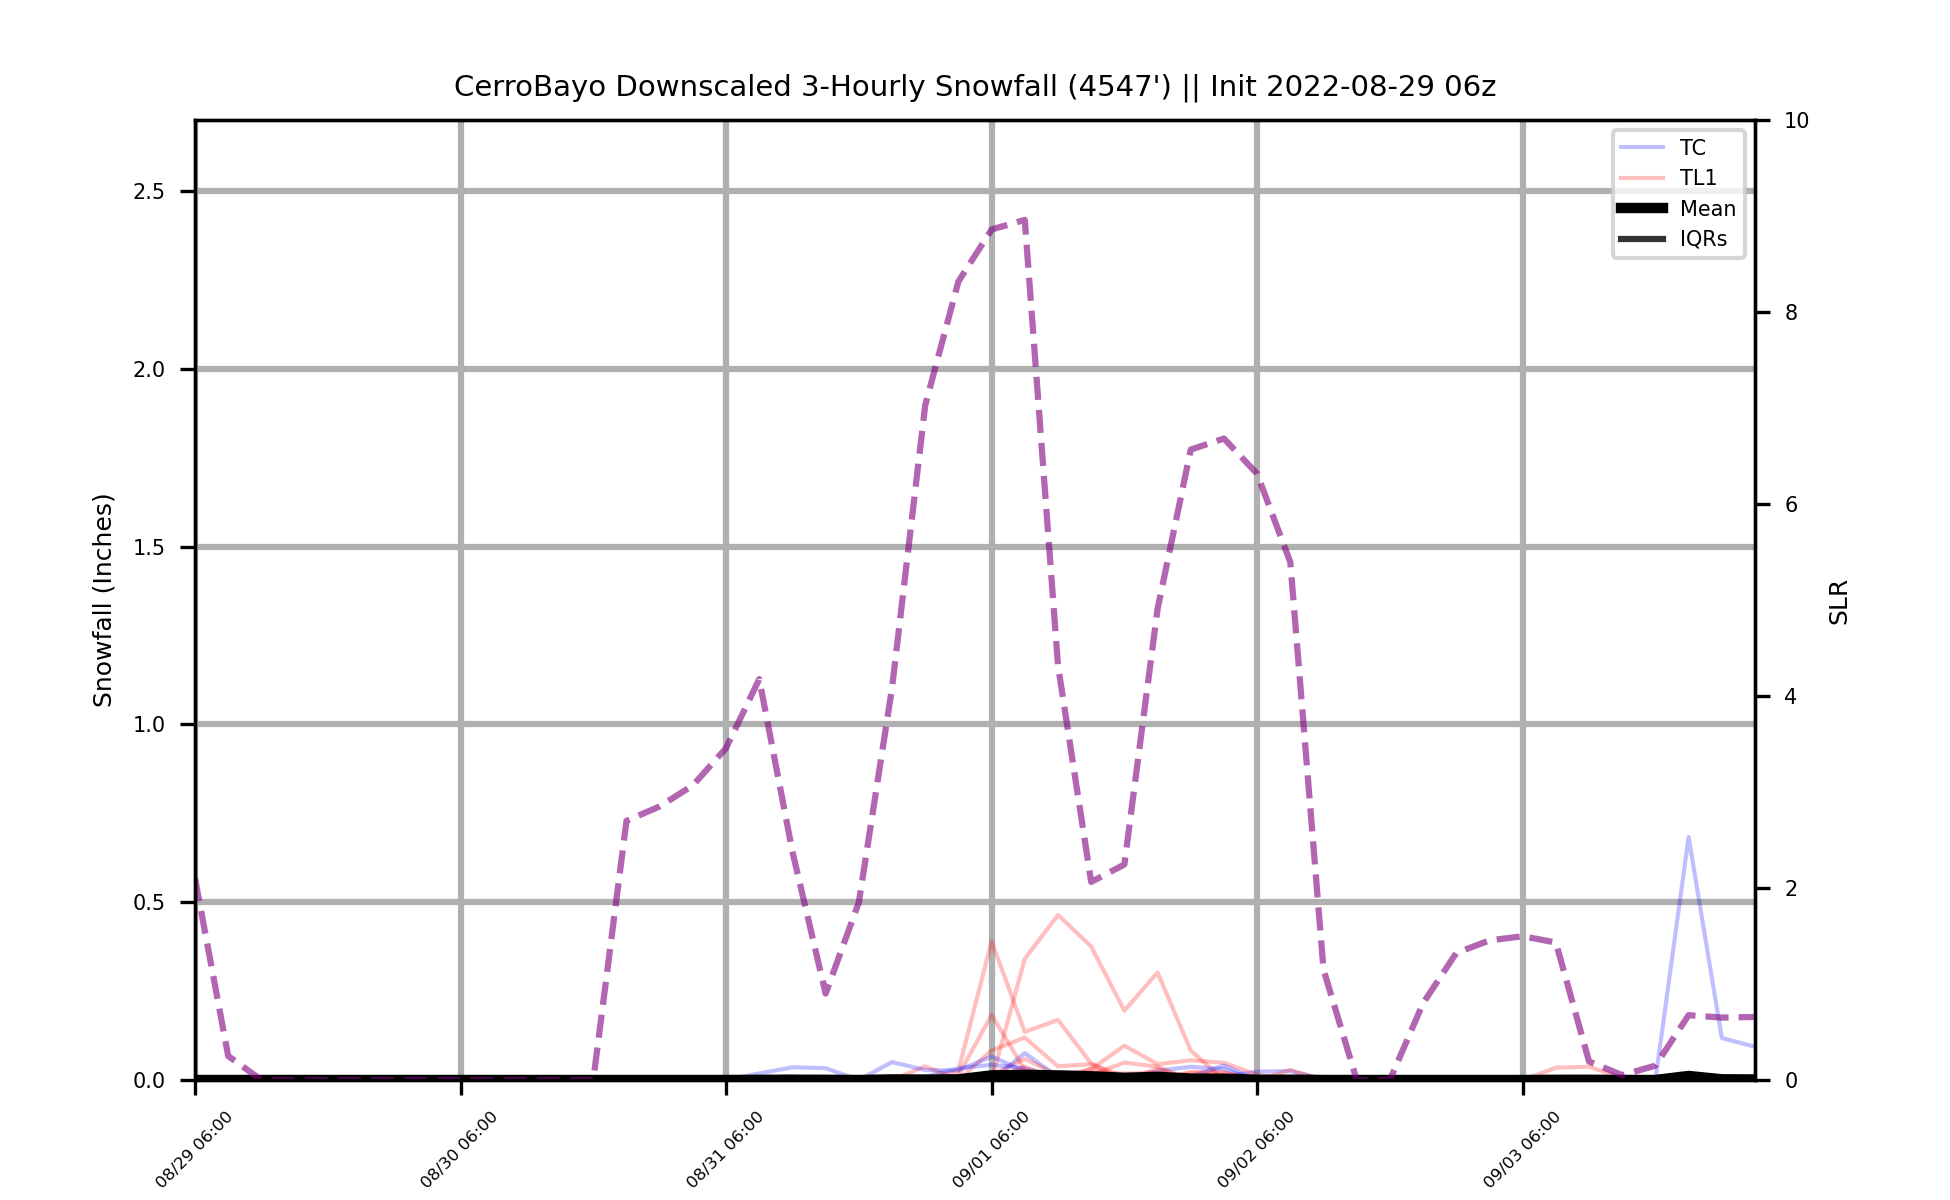 CerroBayo Downscaled 3-Hourly Snowfall (4547') || Init 2022-08-29 06z
TC
TL1
Mean
IQRs
Snowfall (Inches)
2.5
2.0
1.5
1.0
0.5
0.0
10
8
6
4
2
0
SLR
08/29 06:00
08/30 06:00
08/31 06:00
09/01 06:00
09/02 06:00
09/03 06:00